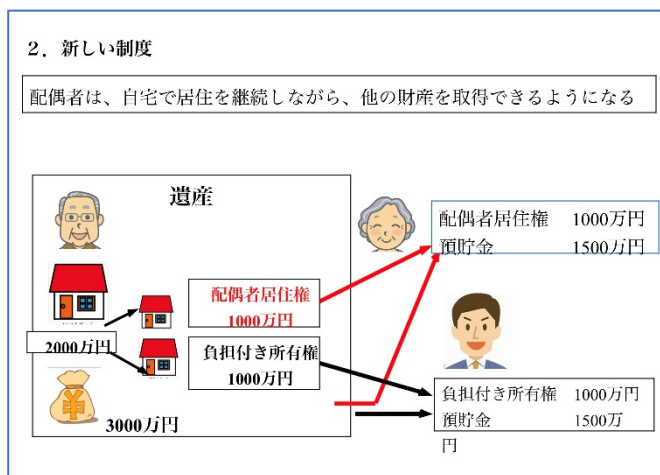 2．新しい制度
配偶者は、自宅で居住を継続しながら、他の財産を取得できるようになる
遺産
配偶者居住権
1000万円
2000万円
負担付き所有権
1000万円
3000万円
配偶者居住権　1000万円
預貯金　1500万円
負担付き所有権　1000万円
預貯金　1500万
円